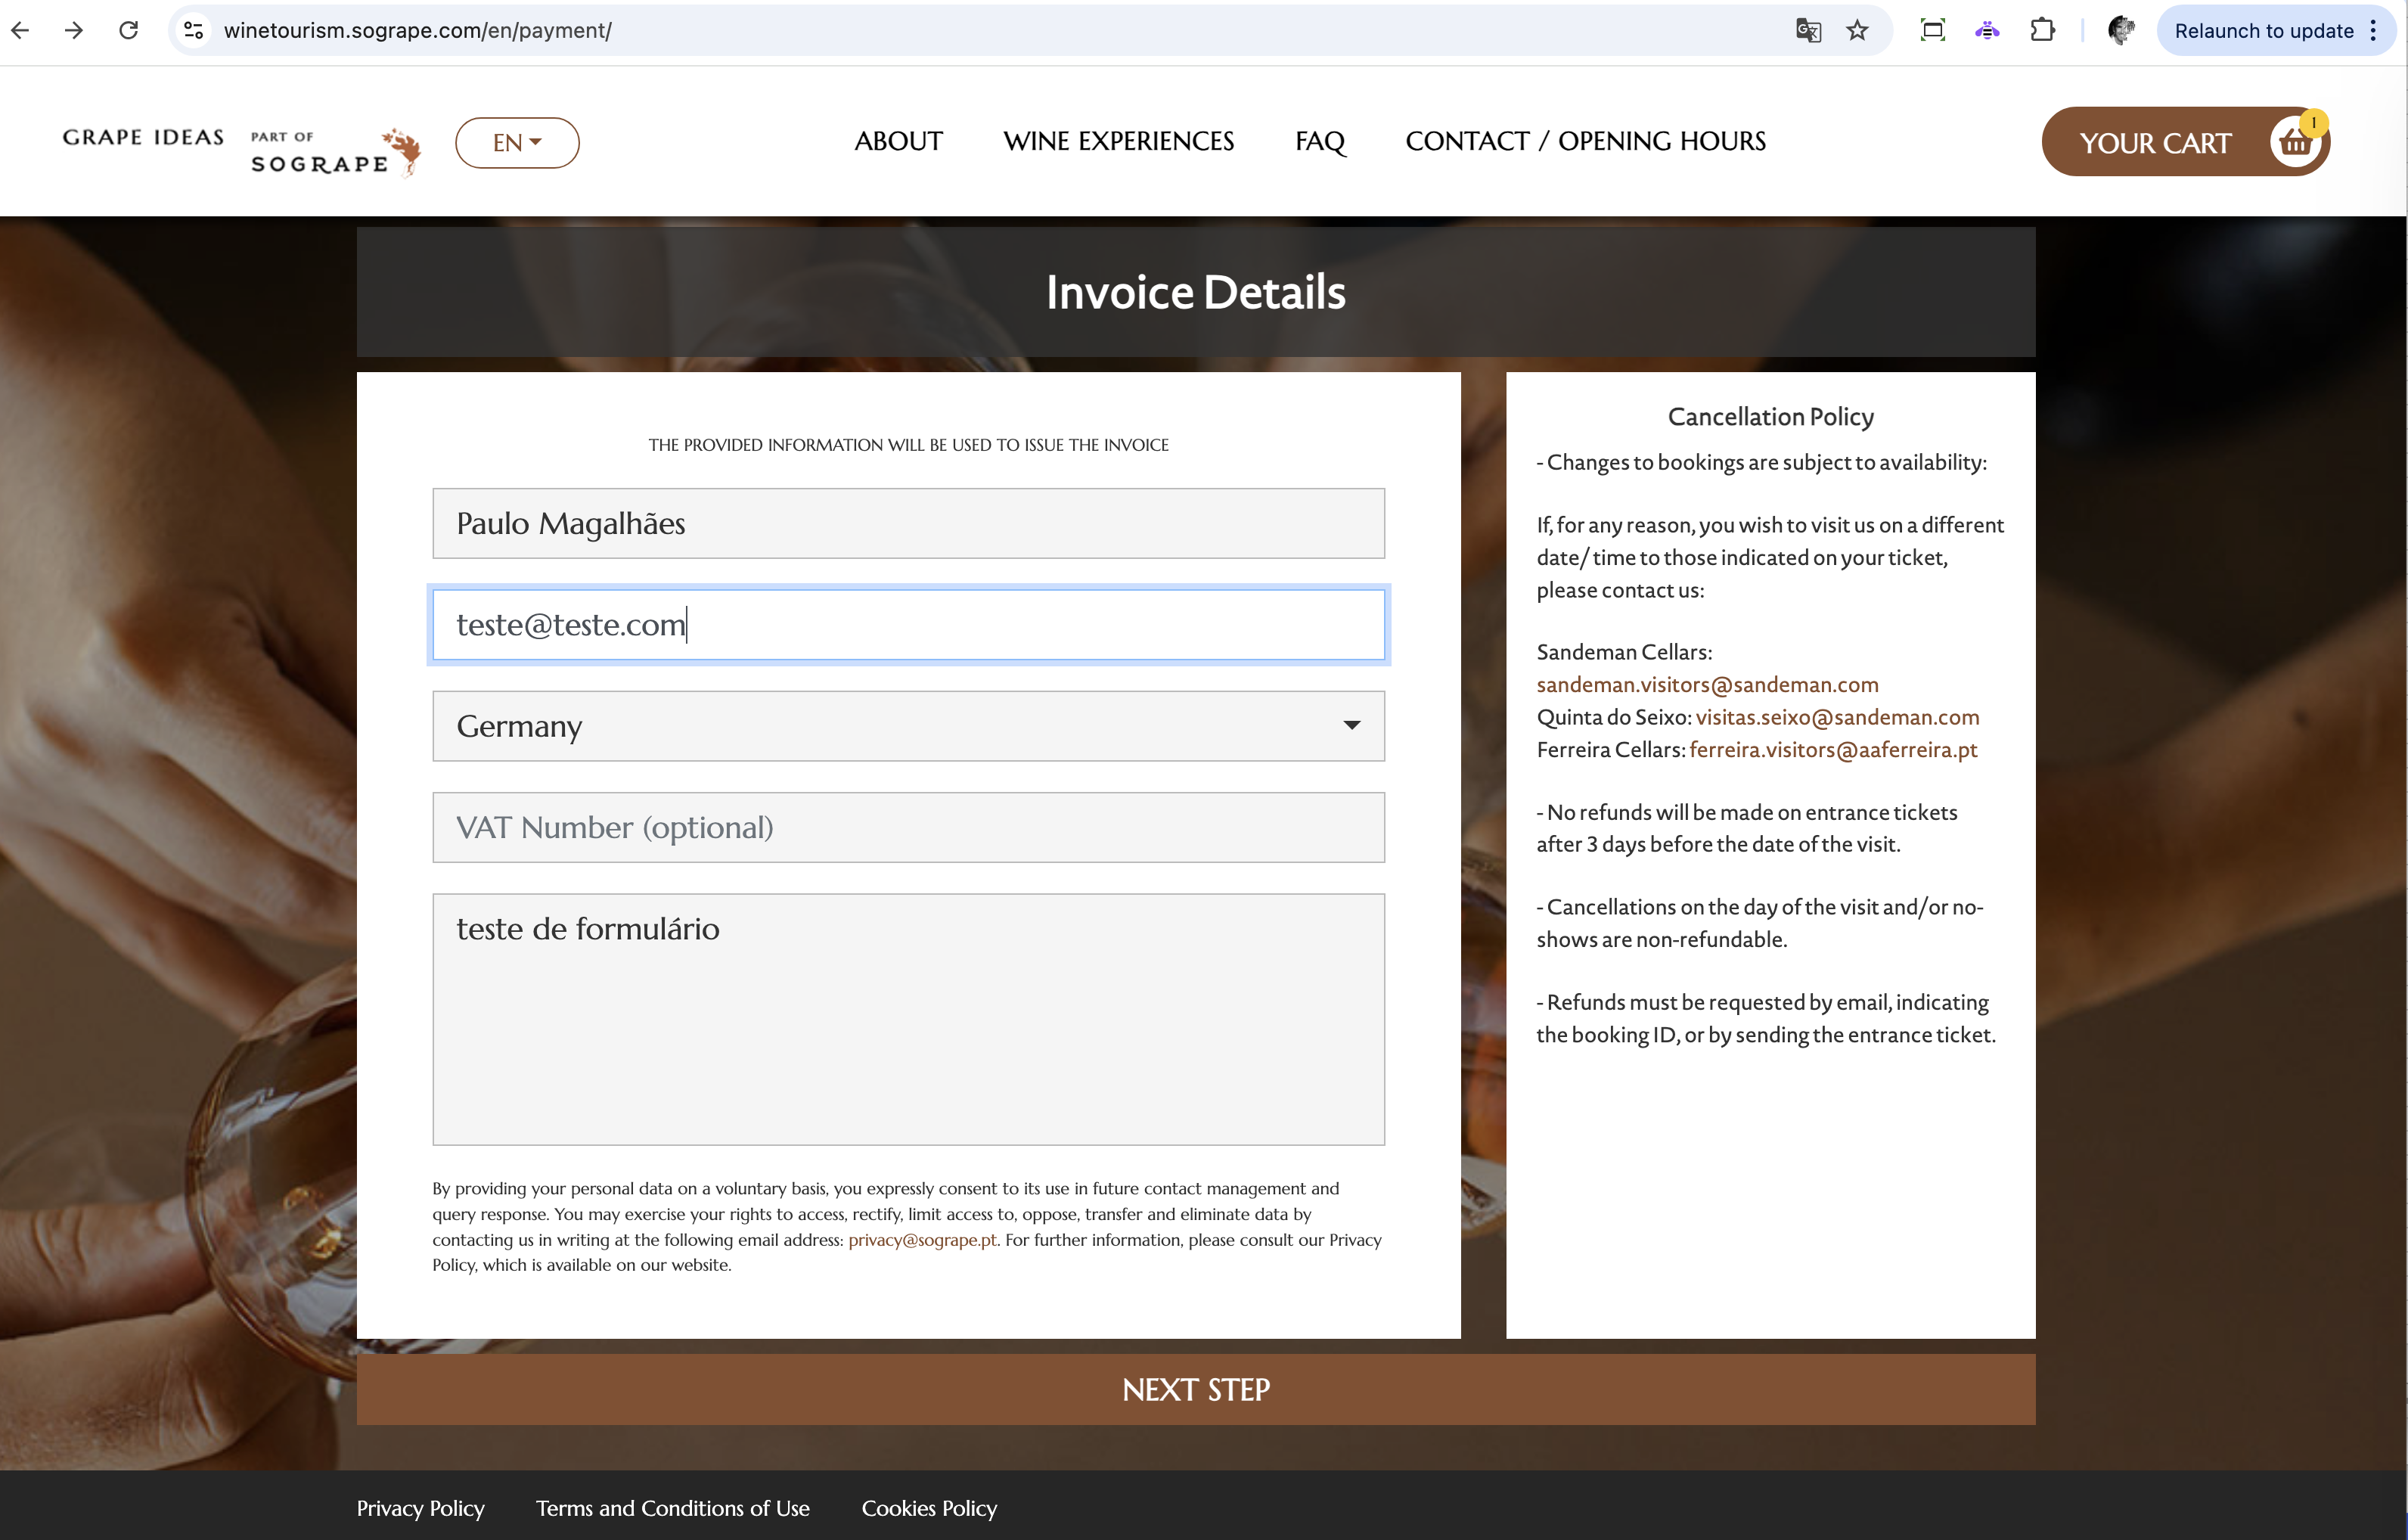 winetourism.sogrape.com/en/payment/
Relaunch to update
GRAPE IDEAS
PART OF
SOGRAPE
EN
ABOUT
WINE EXPERIENCES
FAQ
CONTACT / OPENING HOURS
YOUR CART
1
Invoice Details
THE PROVIDED INFORMATION WILL BE USED TO ISSUE THE INVOICE
Paulo Magalhães
teste@teste.com
Germany
VAT Number (optional)
teste de formulário
By providing your personal data on a voluntary basis, you expressly consent to its use in future contact management and
query response. You may exercise your rights to access, rectify, limit access to, oppose, transfer and eliminate data by
contacting us in writing at the following email address: privacy@sogrape.pt. For further information, please consult our Privacy
Policy, which is available on our website.
Cancellation Policy
- Changes to bookings are subject to availability:
If, for any reason, you wish to visit us on a different
date/ time to those indicated on your ticket,
please contact us:
Sandeman Cellars:
sandeman.visitors@sandeman.com
Quinta do Seixo: visitas.seixo@sandeman.com
Ferreira Cellars: ferreira.visitors@aaferreira.pt
- No refunds will be made on entrance tickets
after 3 days before the date of the visit.
- Cancellations on the day of the visit and/or no-
shows are non-refundable.
- Refunds must be requested by email, indicating
the booking ID, or by sending the entrance ticket.
NEXT STEP
Privacy Policy
Terms and Conditions of Use
Cookies Policy